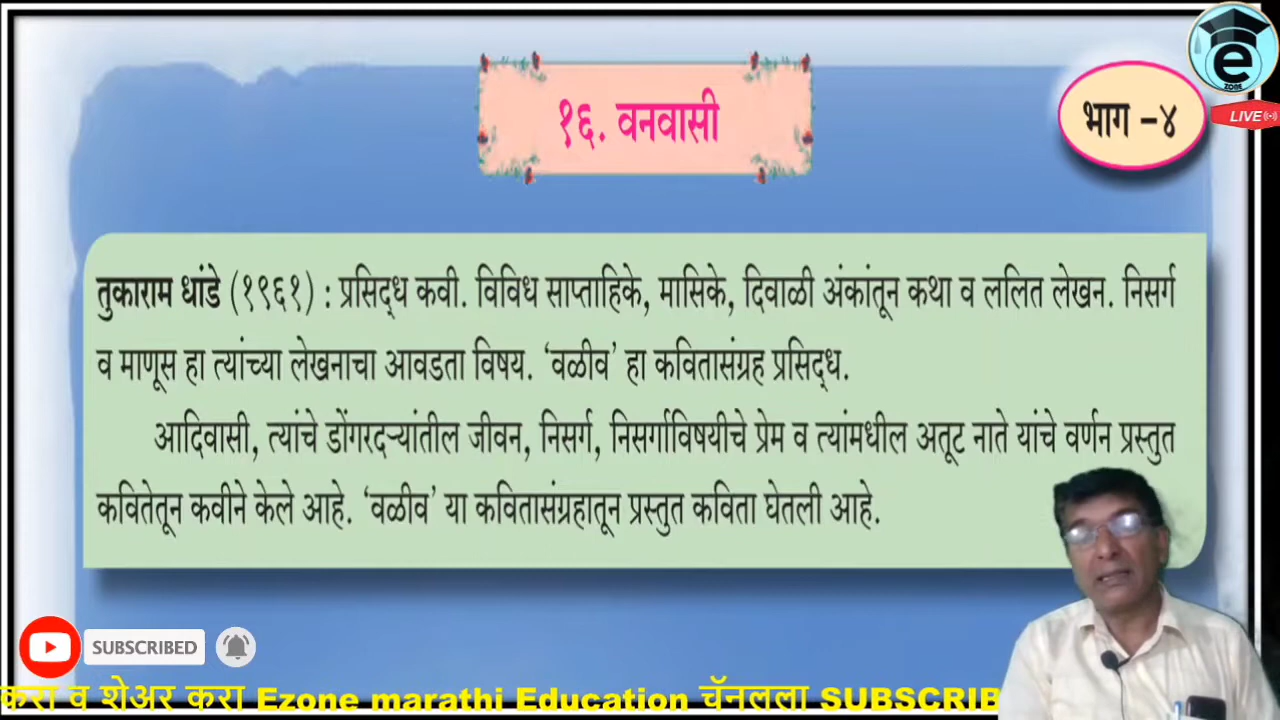 १६. वनवासी
भाग -४
e
ZONE
LIVE
तुकाराम धांडे (१९६१) : प्रसिद्ध कवी. विविध साप्ताहिके, मासिके, दिवाळी अंकांतून कथा व ललित लेखन. निसर्ग
व माणूस हा त्यांच्या लेखनाचा आवडता विषय. ‘वळीव’ हा कवितासंग्रह प्रसिद्ध.
आदिवासी, त्यांचे डोंगरदऱ्यांतील जीवन, निसर्ग, निसर्गाविषयीचे प्रेम व त्यांमधील अतूट नाते यांचे वर्णन प्रस्तुत
कवितेतून कवीने केले आहे. ‘वळीव’ या कवितासंग्रहातून प्रस्तुत कविता घेतली आहे.
SUBSCRIBED
करा व शेअर करा Ezone marathi Education चॅनलला SUBSCRIB